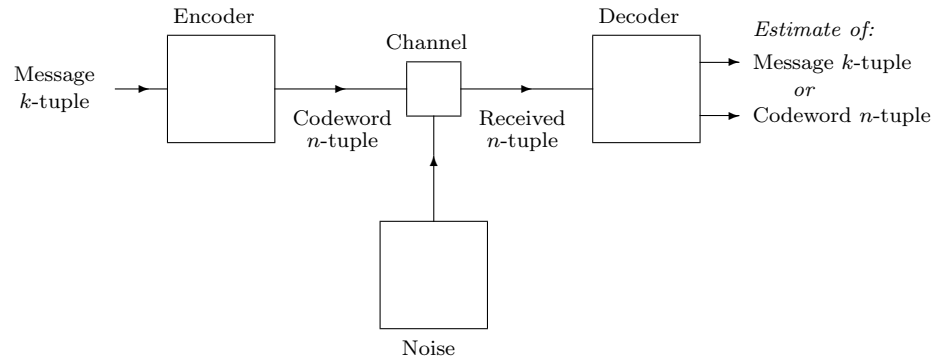 Encoder
Message
k-tuple
Codeword
n-tuple
Channel
Received
n-tuple
Noise
Decoder
Estimate of:
Message k-tuple
or
Codeword n-tuple